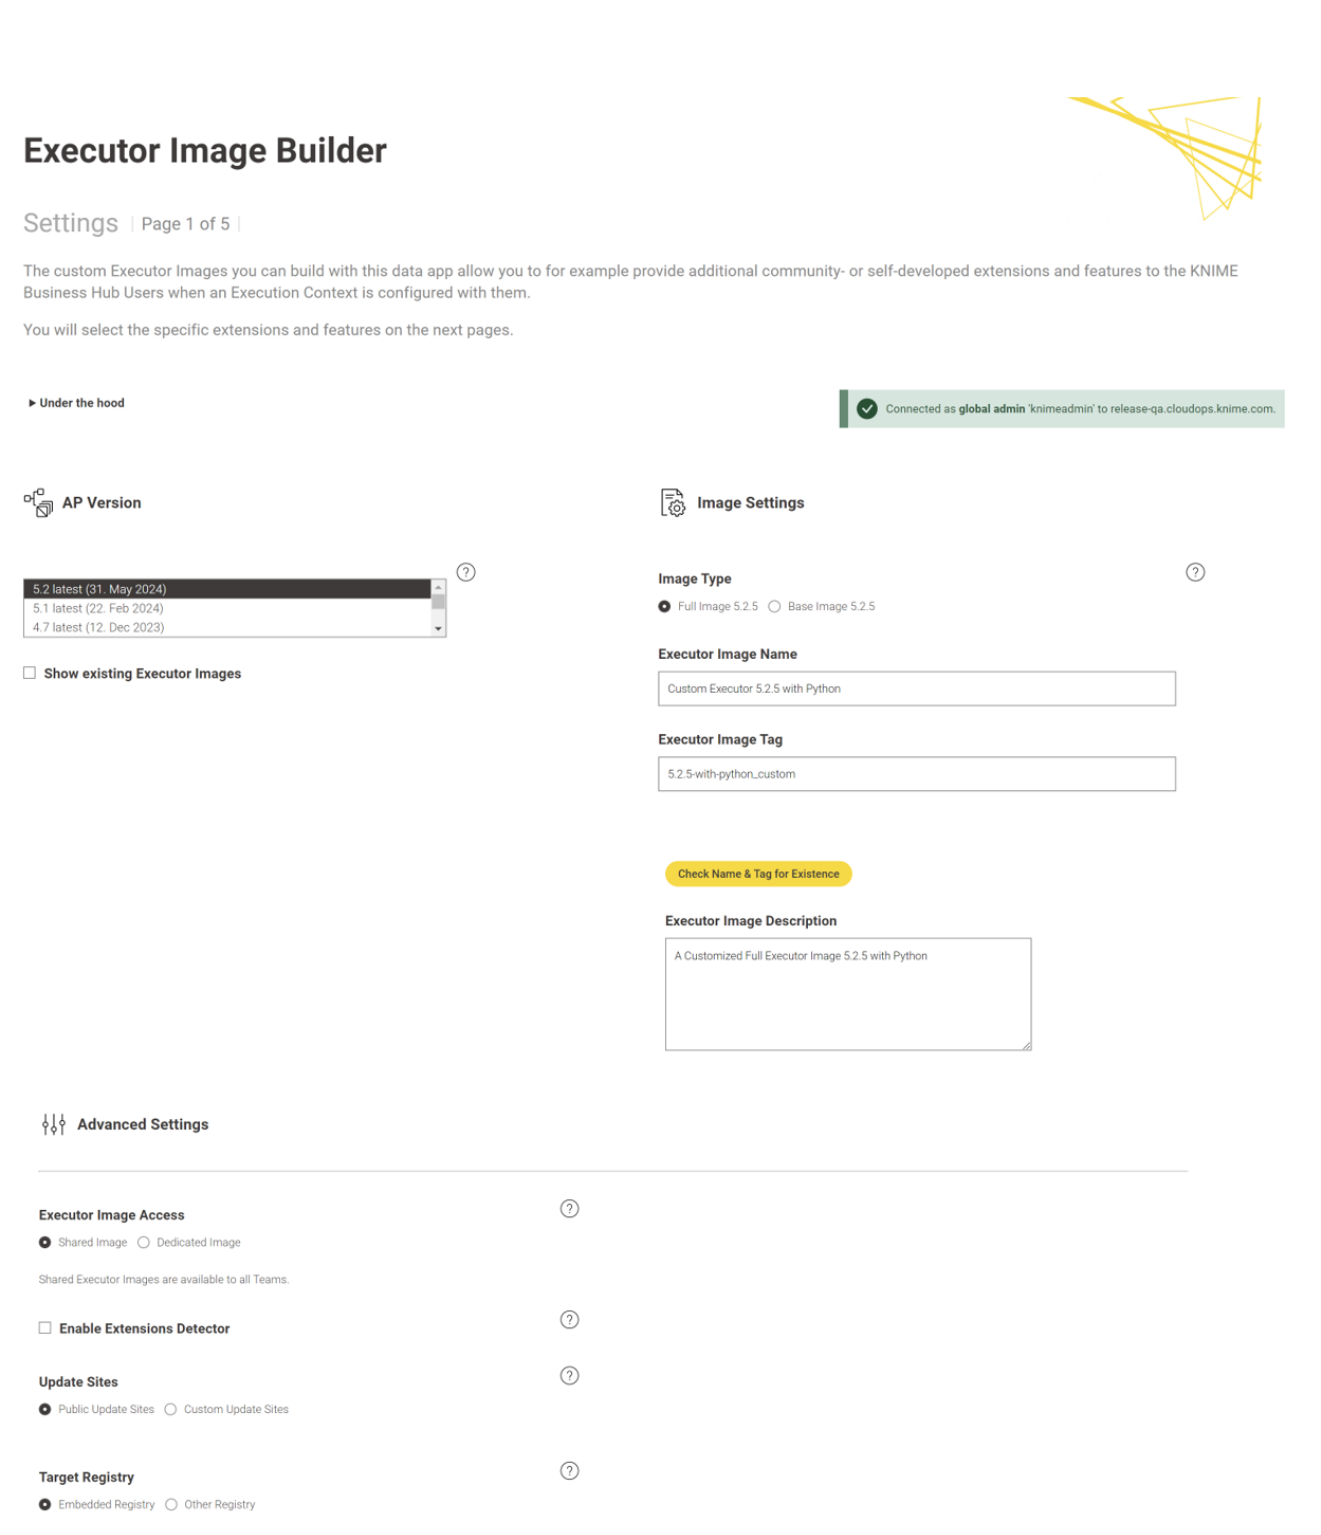 Executor Image Builder
Settings | Page 1 of 5 |
The custom Executor Images you can build with this data app allow you to for example provide additional community- or self-developed extensions and features to the KNIME
Business Hub Users when an Execution Context is configured with them.
You will select the specific extensions and features on the next pages.
Under the hood
Connected as global admin 'knimeadmin' to release-qa.cloudops.knime.com.
AP Version
Image Settings
?
5.2 latest (31. May 2024)
5.1 latest (22. Feb 2024)
4.7 latest (12. Dec 2023)
Show existing Executor Images
Image Type
?
Full Image 5.2.5 Base Image 5.2.5
Executor Image Name
Custom Executor 5.2.5 with Python
Executor Image Tag
5.2.5-with-python_custom
Check Name & Tag for Existence
Executor Image Description
A Customized Full Executor Image 5.2.5 with Python
Advanced Settings
Executor Image Access
?
Shared Image Dedicated Image
Shared Executor Images are available to all Teams.
Enable Extensions Detector
?
Update Sites
?
Public Update Sites Custom Update Sites
Target Registry
?
Embedded Registry Other Registry